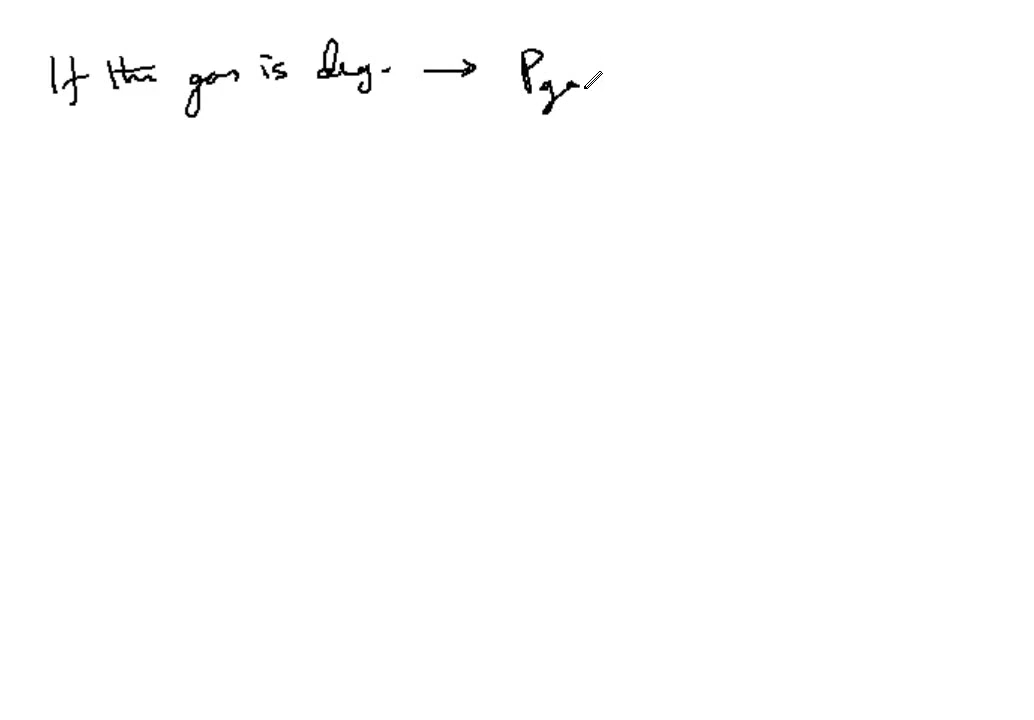 If the gas is deg. → Pga